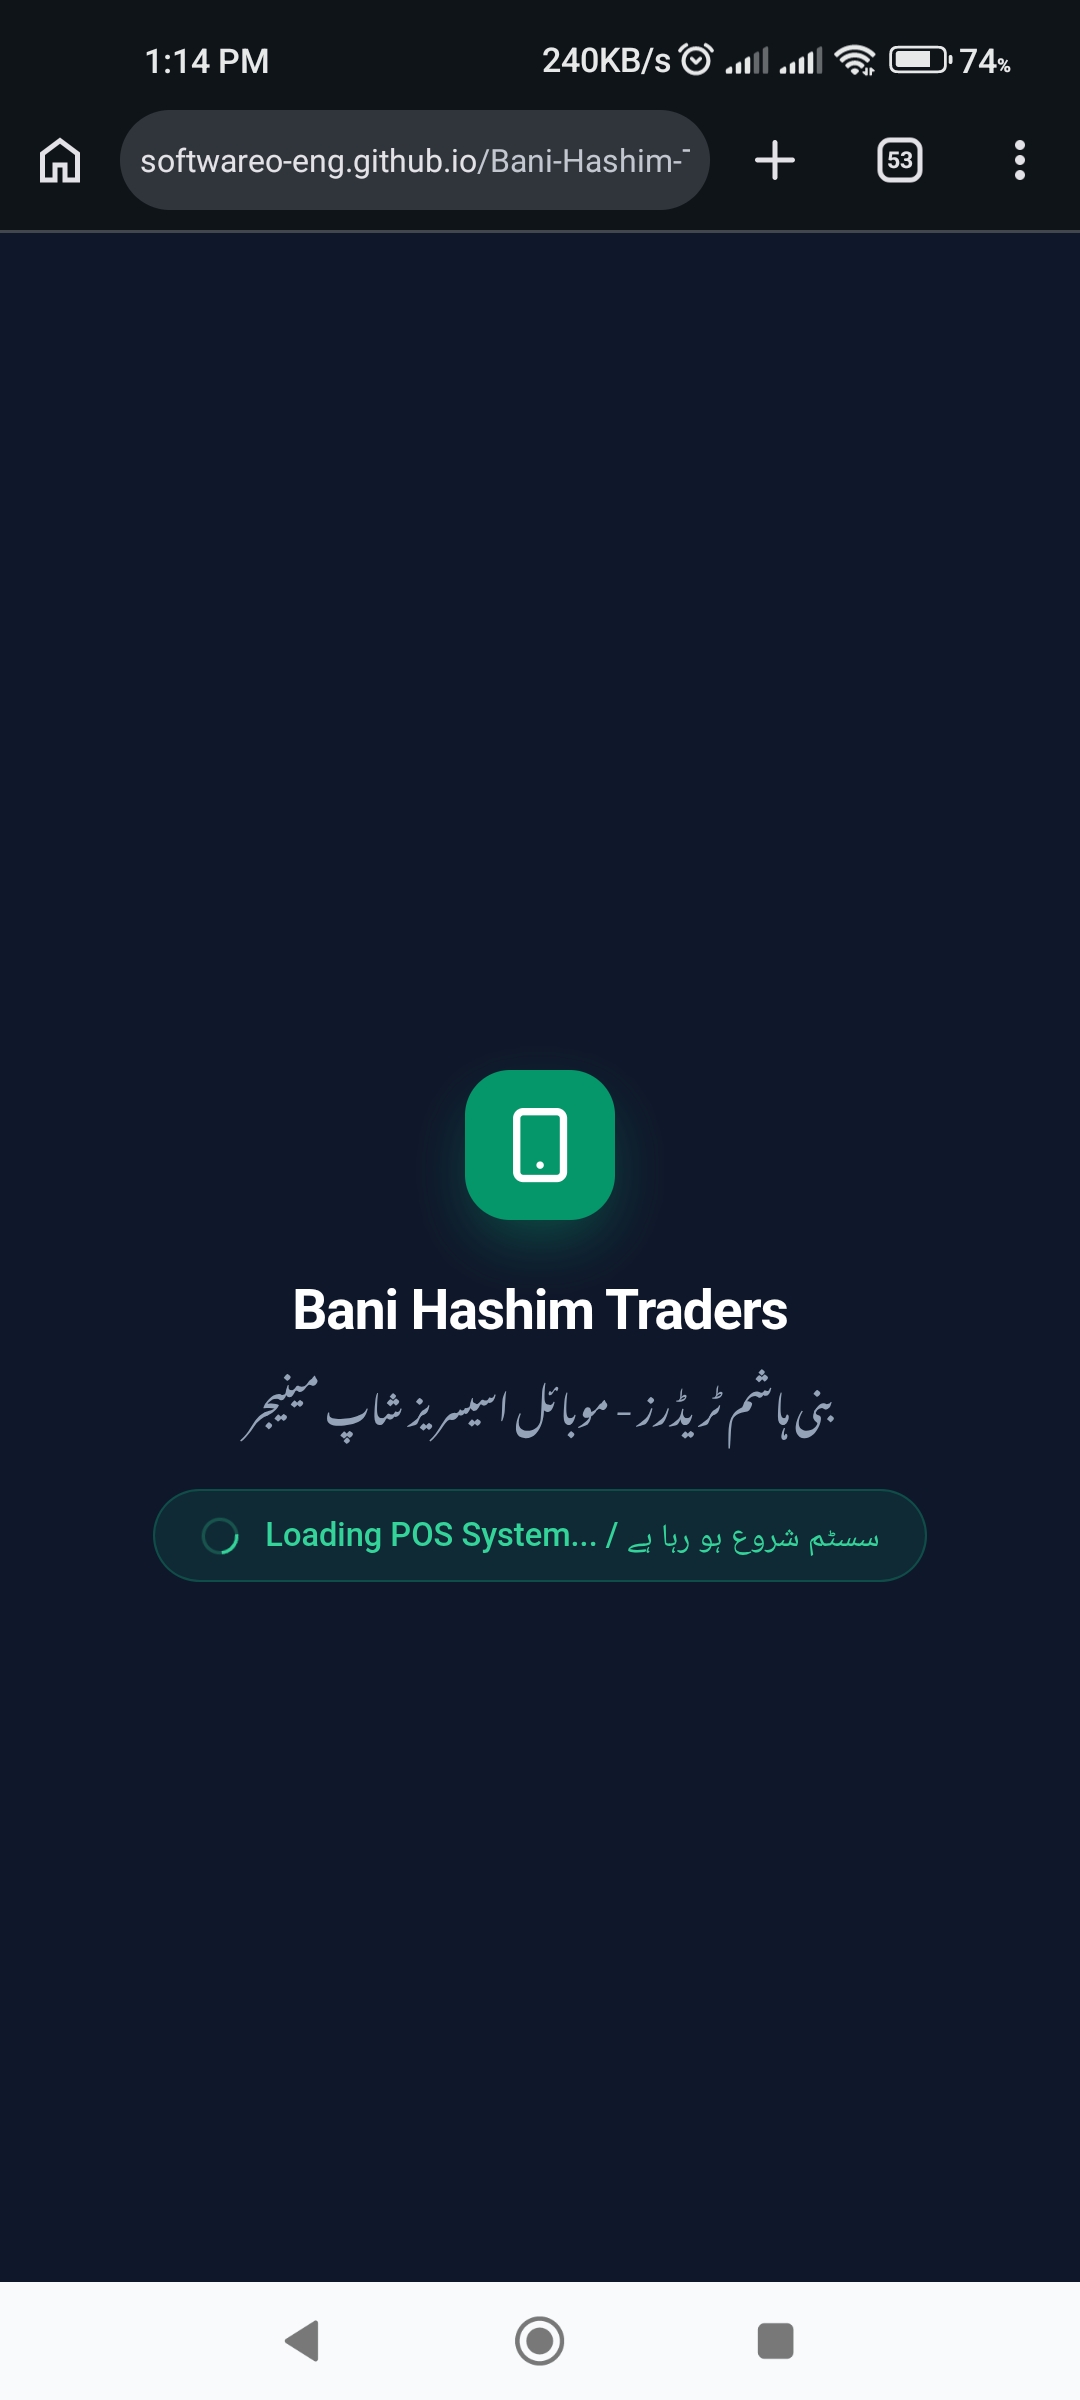 1:14 PM 240KB/s 74%
softwareo-eng.github.io/Bani-Hashim- 53
Bani Hashim Traders
بنی ہاشم ٹریڈرز - موبائل اسیسریز شاپ مینیجر
Loading POS System... / سسٹم شروع ہو رہا ہے